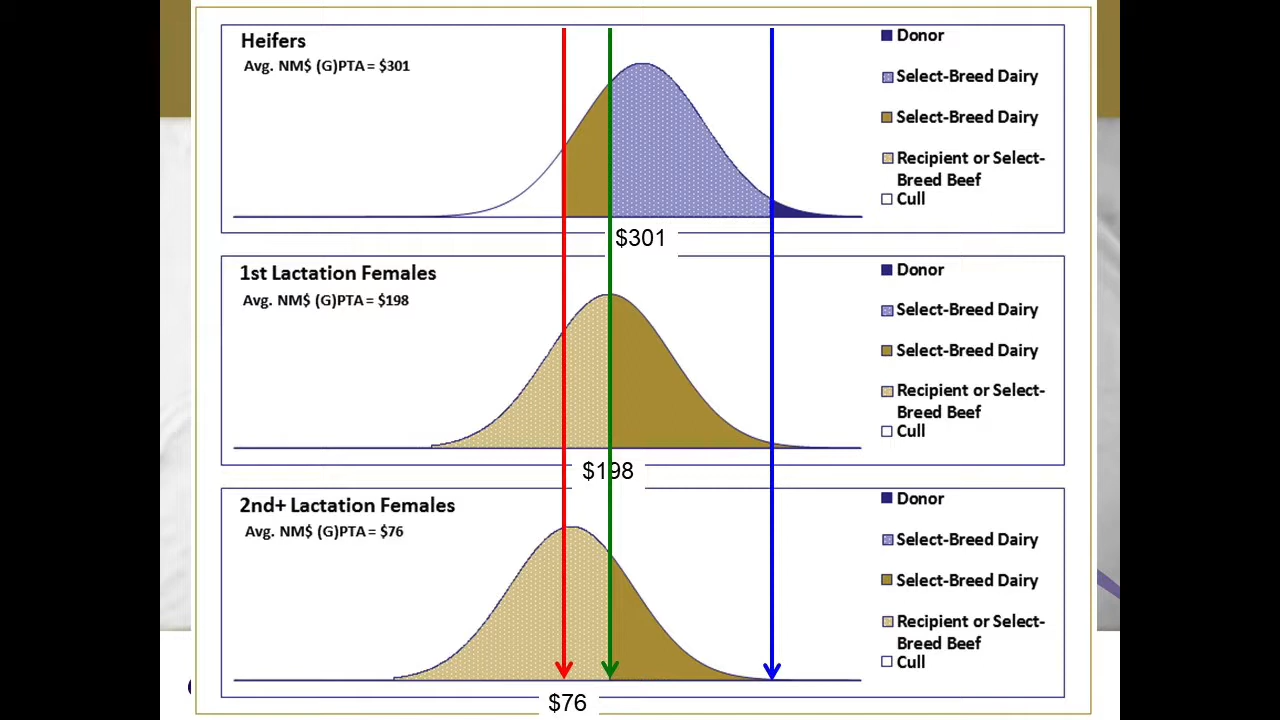 Heifers
Avg. NM$ (G)PTA = $301
Donor
Select-Breed Dairy
Select-Breed Dairy
Recipient or Select-
Breed Beef
Cull
$301
1st Lactation Females
Avg. NM$ (G)PTA = $198
Donor
Select-Breed Dairy
Select-Breed Dairy
Recipient or Select-
Breed Beef
Cull
$198
2nd+ Lactation Females
Avg. NM$ (G)PTA = $76
Donor
Select-Breed Dairy
Select-Breed Dairy
Recipient or Select-
Breed Beef
Cull
$76